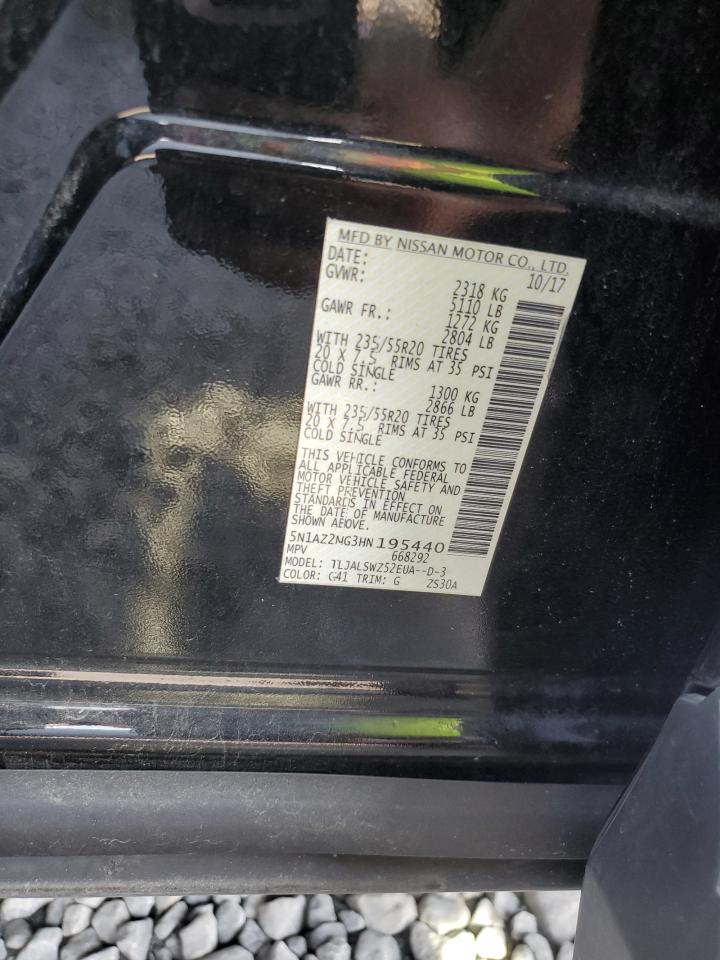 MFD BY NISSAN MOTOR CO., LTD.
DATE: 10/17
GVWR: 2318 KG
5110 LB
GAWR FR.: 1272 KG
2804 LB
WITH 235/55R20 TIRES
20 X 7.5 RIMS AT 35 PSI
COLD SINGLE
GAWR RR.: 1300 KG
2866 LB
WITH 235/55R20 TIRES
20 X 7.5 RIMS AT 35 PSI
COLD SINGLE
THIS VEHICLE CONFORMS TO
ALL APPLICABLE FEDERAL
MOTOR VEHICLE SAFETY AND
THEFT PREVENTION
STANDARDS IN EFFECT ON
THE DATE OF MANUFACTURE
SHOWN ABOVE.
5N1AZ2MG3HN195440
MPV 668292
MODEL: TLJALSWZ52EUA--D-3
COLOR: G41 TRIM: G ZS30A